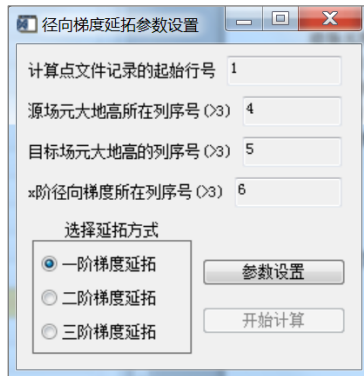 径向梯度延拓参数设置
计算点文件记录的起始行号 1
源场元大地高所在列序号(>3) 4
目标场元大地高的列序号(>3) 5
x阶径向梯度所在列序号(>3) 6
选择延拓方式
一阶梯度延拓
二阶梯度延拓
三阶梯度延拓
参数设置
开始计算